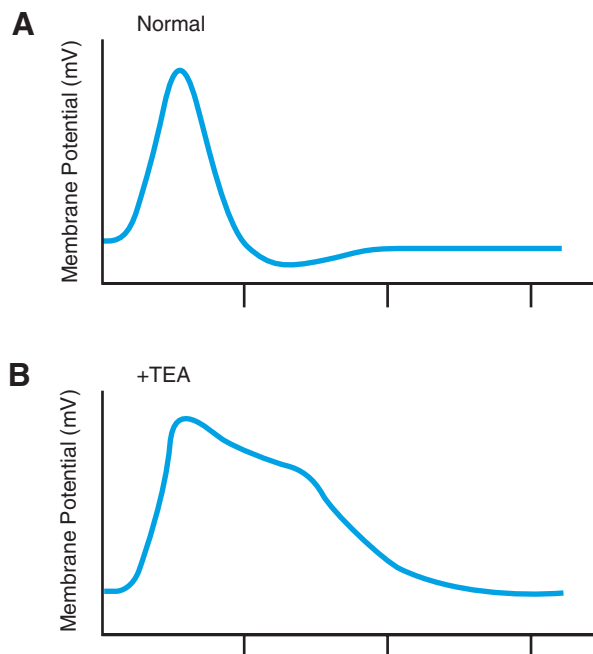 A
Normal
Membrane Potential (mV)
B
+TEA
Membrane Potential (mV)